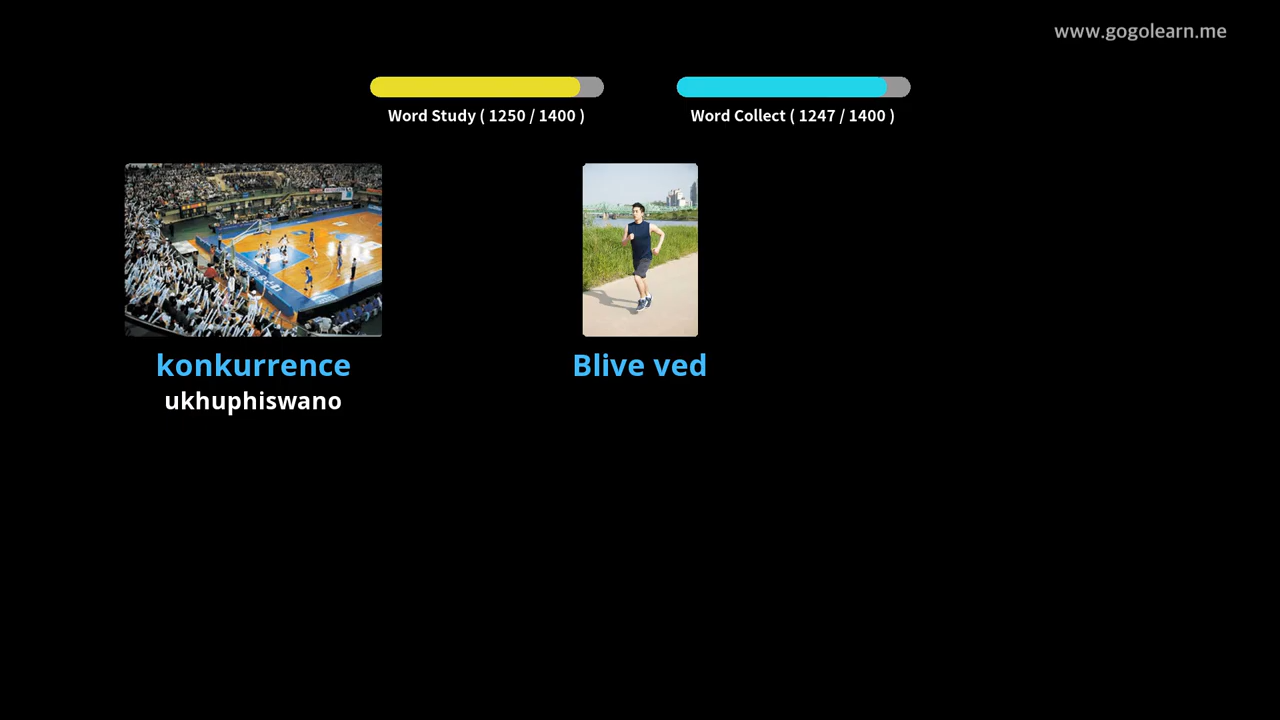 www.gogolearn.me
Word Study ( 1250 / 1400 )
Word Collect ( 1247 / 1400 )
konkurrence
ukhuphiswano
Blive ved